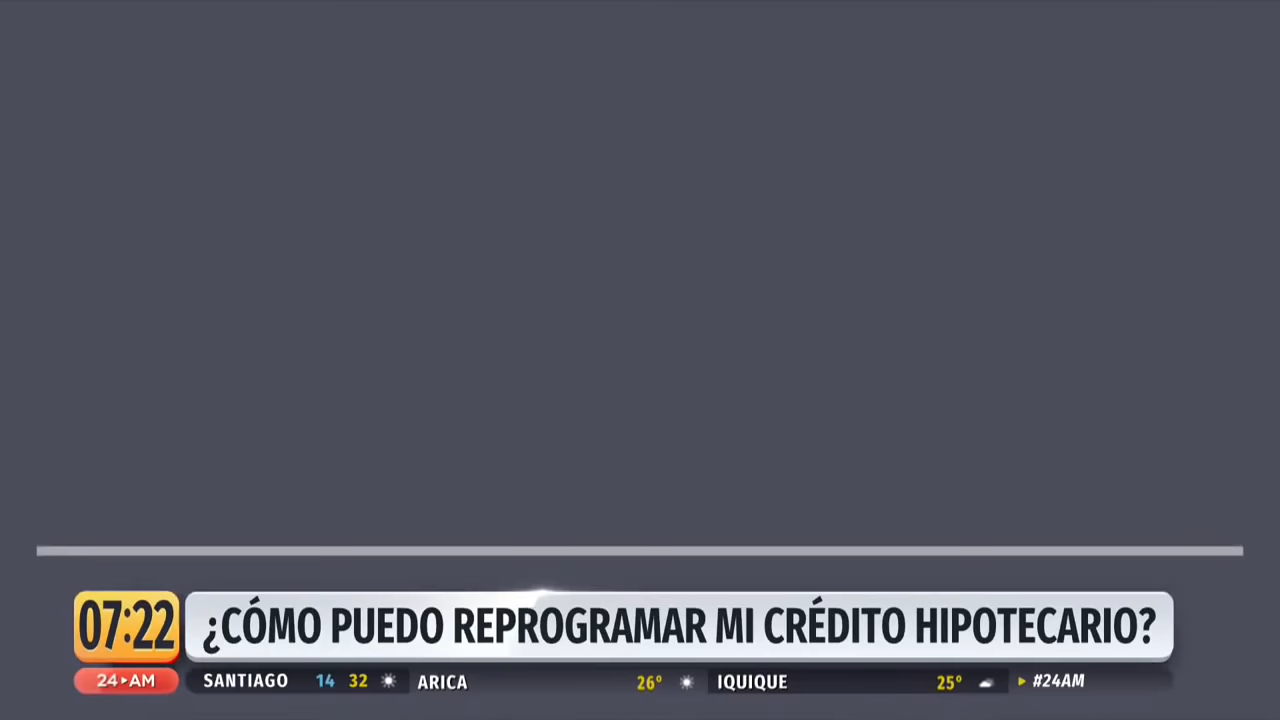 07:22 ¿CÓMO PUEDO REPROGRAMAR MI CRÉDITO HIPOTECARIO?
24▸AM SANTIAGO 14 32 ARICA 26° IQUIQUE 25° ▸ #24AM